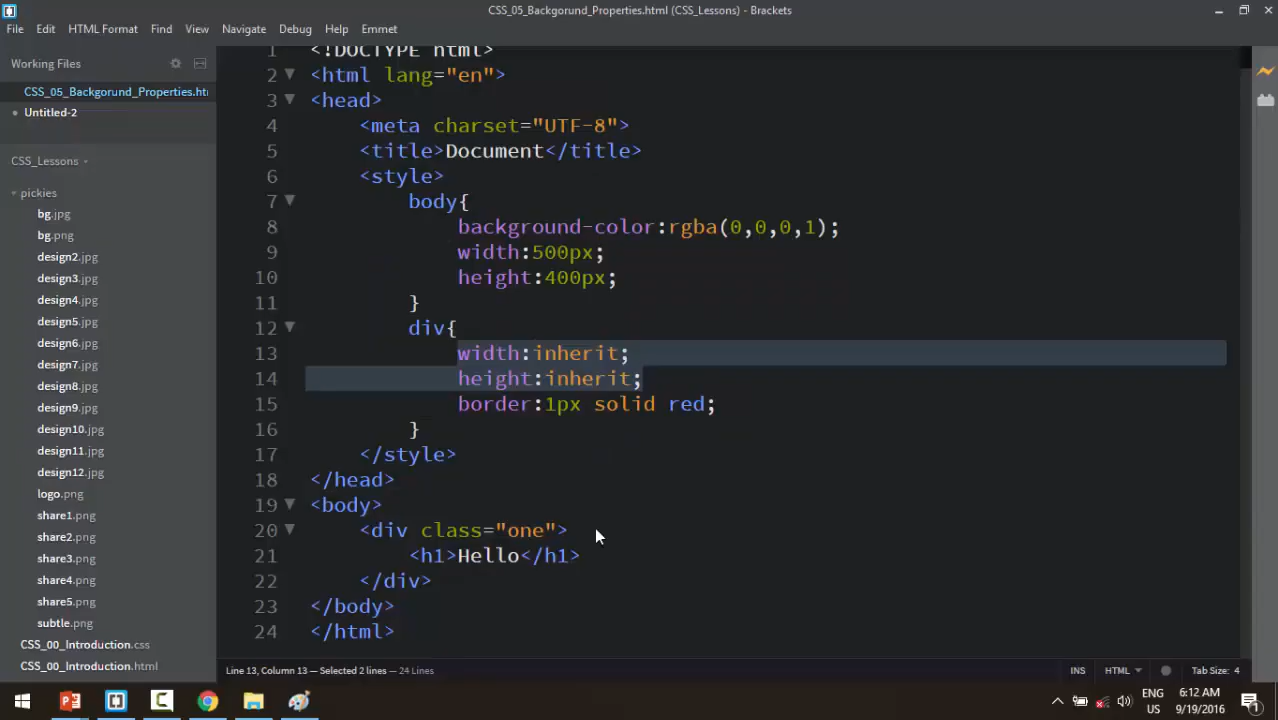 CSS_05_Backgorund_Properties.html (CSS_Lessons) - Brackets
File Edit HTML Format Find View Navigate Debug Help Emmet
Working Files
CSS_05_Backgorund_Properties.ht
Untitled-2
CSS_Lessons
pickies
bg.jpg
bg.png
design2.jpg
design3.jpg
design4.jpg
design5.jpg
design6.jpg
design7.jpg
design8.jpg
design9.jpg
design10.jpg
design11.jpg
design12.jpg
logo.png
share1.png
share2.png
share3.png
share4.png
share5.png
subtle.png
CSS_00_Introduction.css
CSS_00_Introduction.html
1 <!DOCTYPE html>
2 <html lang="en">
3 <head>
4 <meta charset="UTF-8">
5 <title>Document</title>
6 <style>
7 body{
8 background-color:rgba(0,0,0,1);
9 width:500px;
10 height:400px;
11 }
12 div{
13 width:inherit;
14 height:inherit;
15 border:1px solid red;
16 }
17 </style>
18 </head>
19 <body>
20 <div class="one">
21 <h1>Hello</h1>
22 </div>
23 </body>
24 </html>
Line 13, Column 13 — Selected 2 lines — 24 Lines
INS HTML Tab Size: 4
ENG 6:12 AM
US 9/19/2016